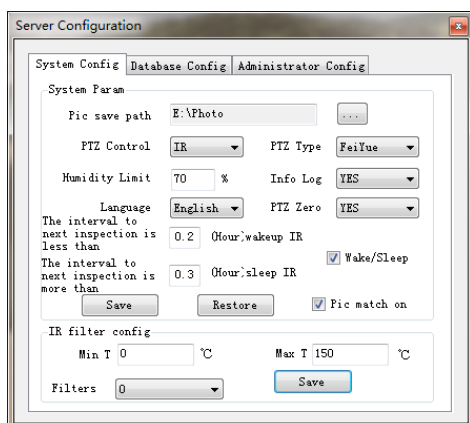 Server Configuration
System Config Database Config Administrator Config
System Param
Pic save path E:\Photo ...
PTZ Control IR PTZ Type FeiYue
Humidity Limit 70 % Info Log YES
Language English PTZ Zero YES
The interval to
next inspection is
less than
0.2 (Hour),wakeup IR
Wake/Sleep
The interval to
next inspection is
more than
0.3 (Hour),sleep IR
Save Restore Pic match on
IR filter config
Min T 0 ℃ Max T 150 ℃
Filters 0 Save